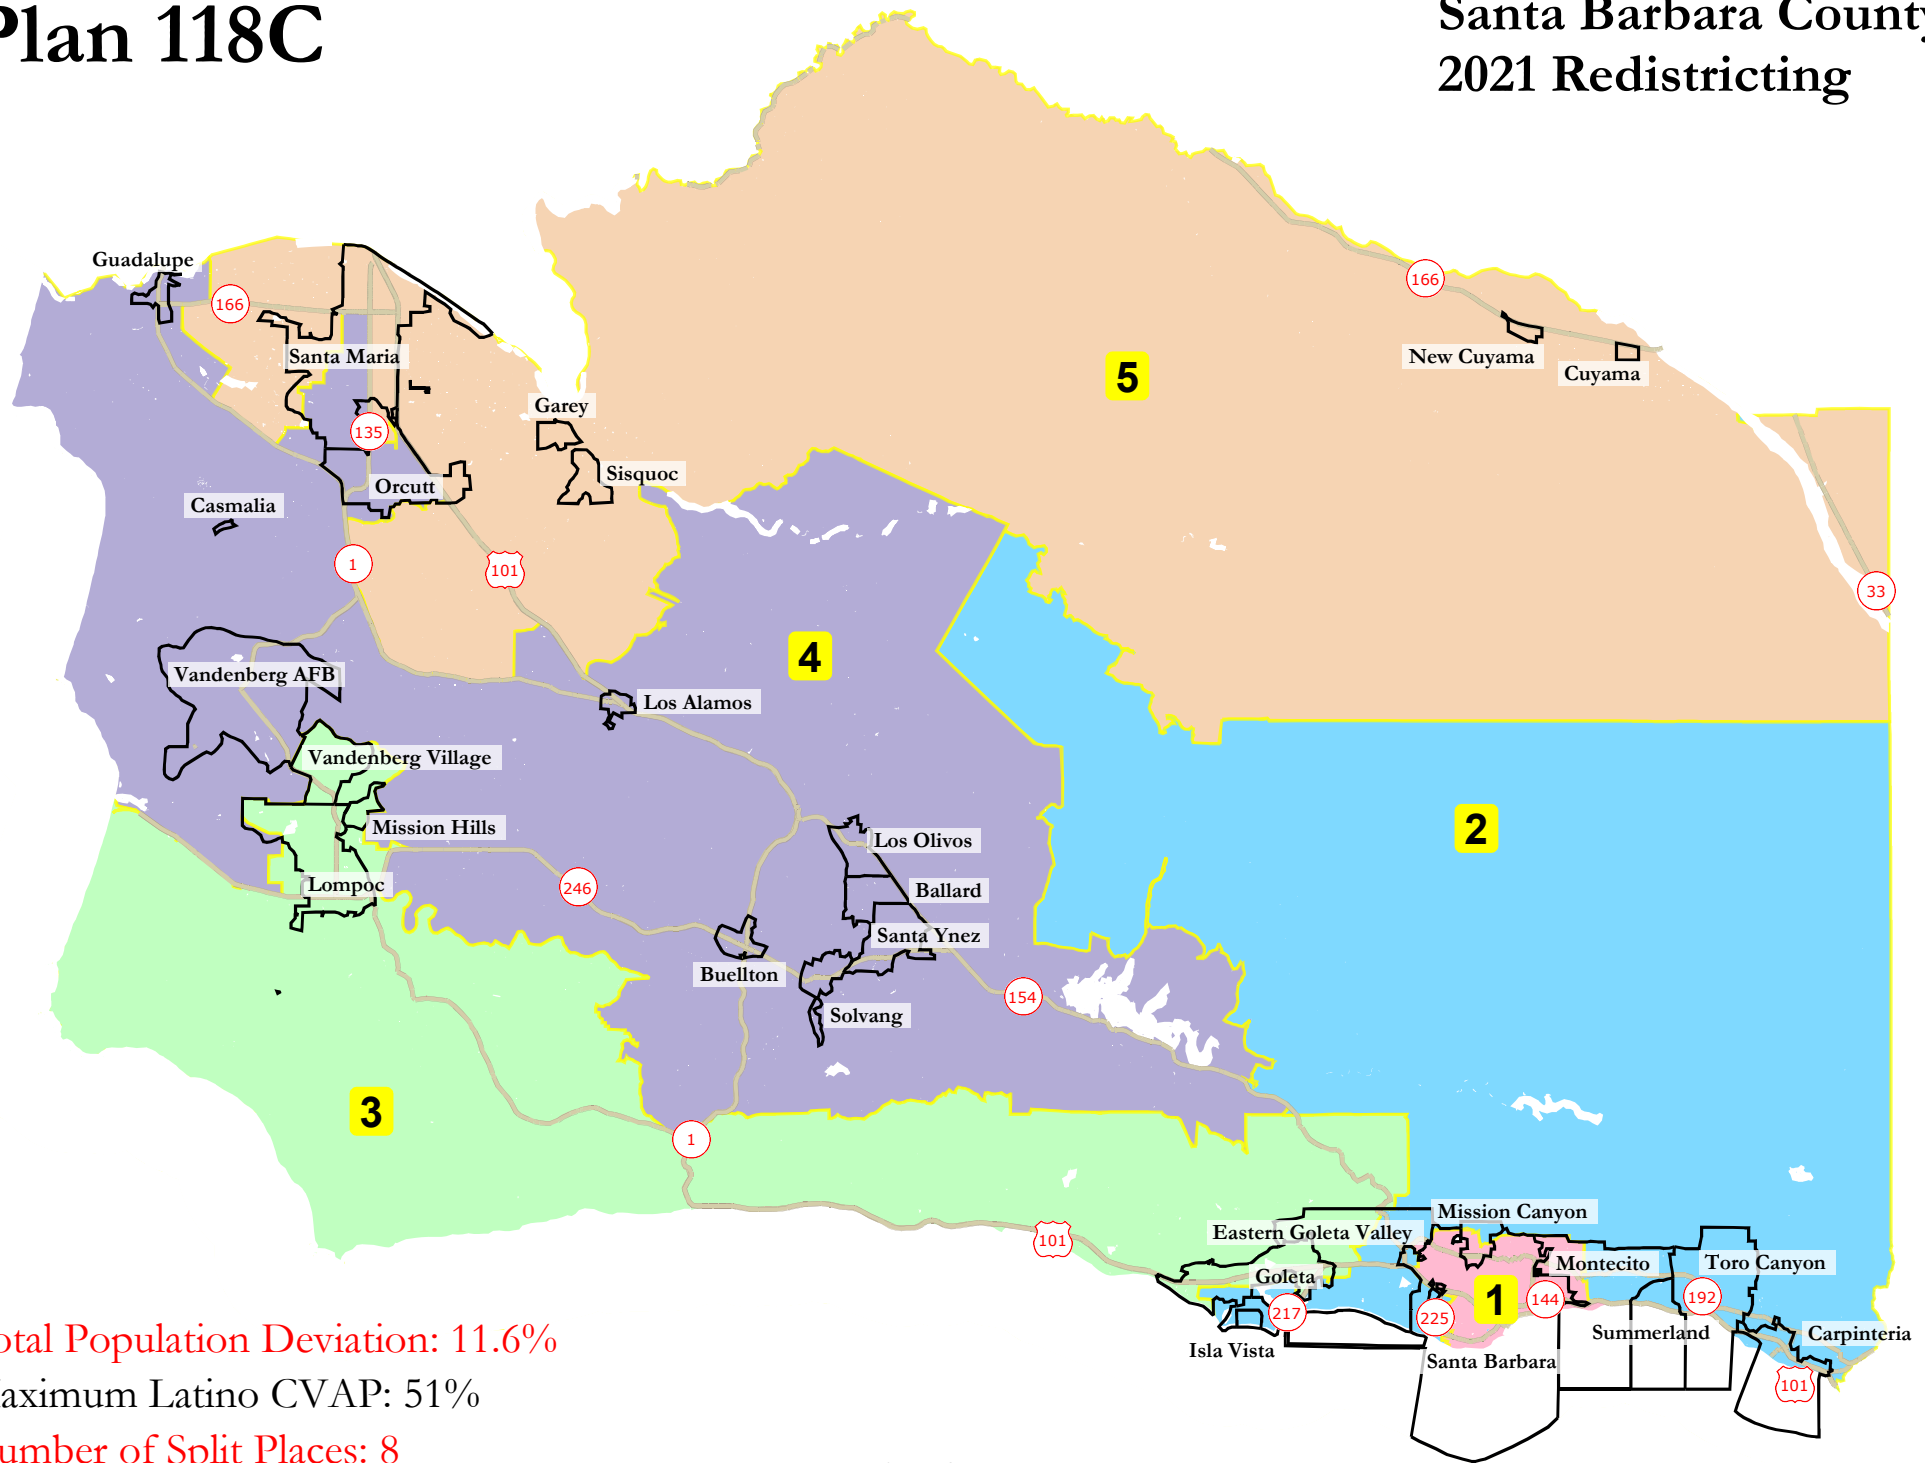 Plan 118C
Santa Barbara County
2021 Redistricting
Guadalupe
166
166
Santa Maria
New Cuyama
Cuyama
5
Garey
135
Sisquoc
Orcutt
Casmalia
1
101
33
4
Vandenberg AFB
Los Alamos
Vandenberg Village
Mission Hills
2
Los Olivos
Lompoc
246
Ballard
Santa Ynez
Buellton
154
Solvang
3
1
Mission Canyon
Eastern Goleta Valley
101
Goleta
Montecito
Toro Canyon
217
225
1
144
192
Summerland
Carpinteria
Isla Vista
Santa Barbara
101
otal Population Deviation: 11.6%
aximum Latino CVAP: 51%
umber of Split Places: 8